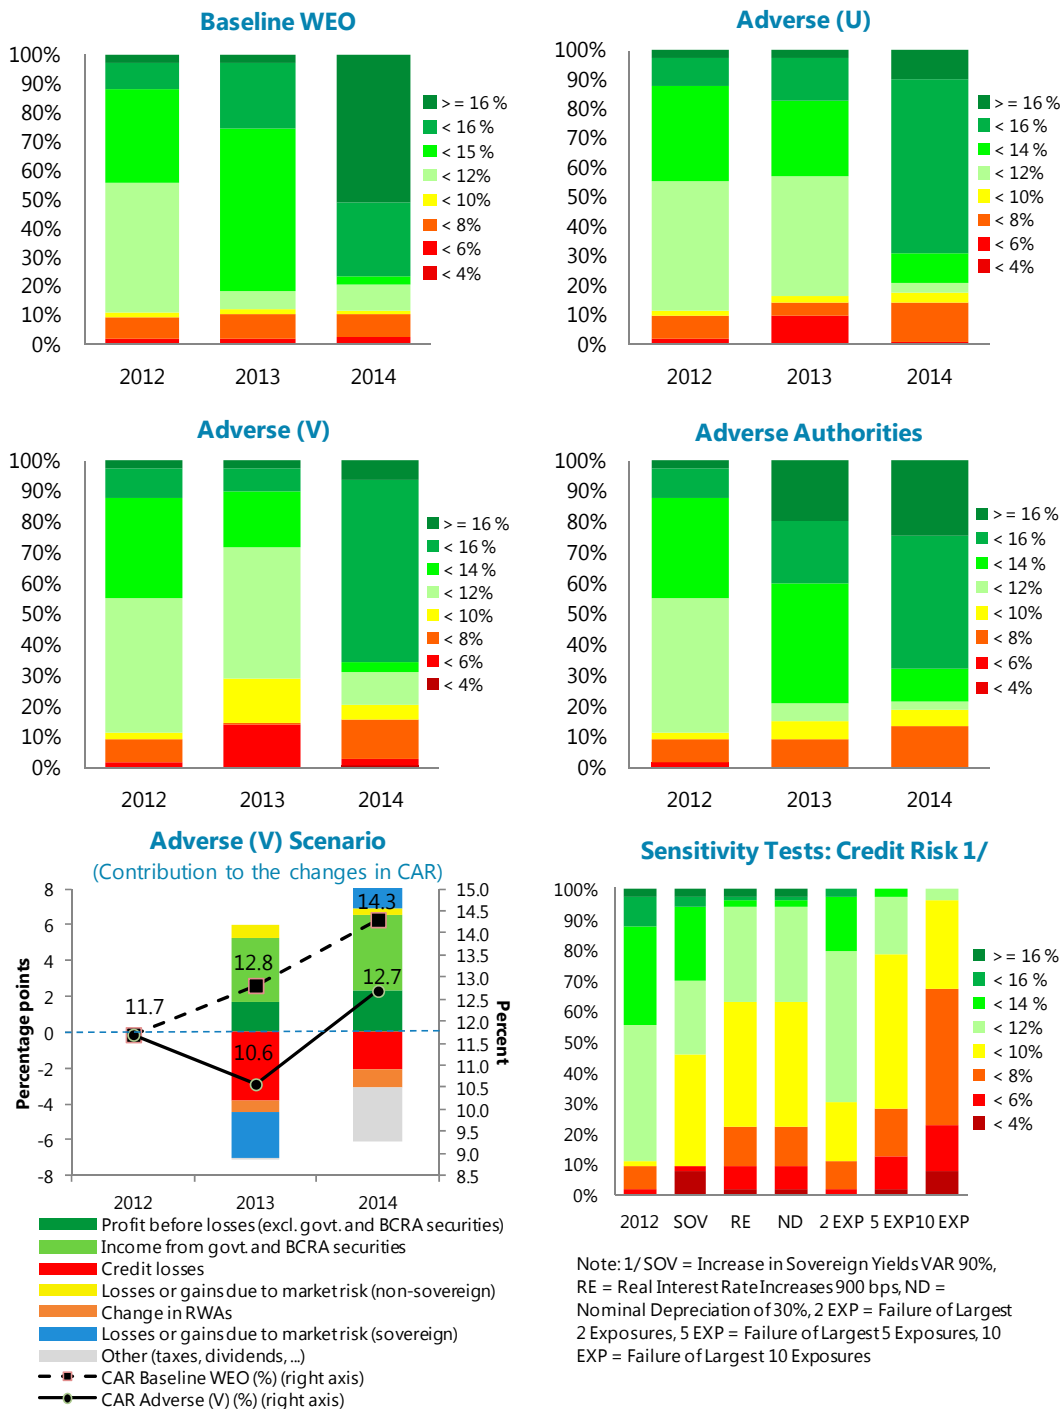 Baseline WEO
100%
90%
80%
70%
60%
50%
40%
30%
20%
10%
0%
2012 2013 2014
> = 16 %
< 16 %
< 15 %
< 12%
< 10%
< 8%
< 6%
< 4%
Adverse (U)
100%
90%
80%
70%
60%
50%
40%
30%
20%
10%
0%
2012 2013 2014
> = 16 %
< 16 %
< 14 %
< 12%
< 10%
< 8%
< 6%
< 4%
Adverse (V)
100%
90%
80%
70%
60%
50%
40%
30%
20%
10%
0%
2012 2013 2014
> = 16 %
< 16 %
< 14 %
< 12%
< 10%
< 8%
< 6%
< 4%
Adverse Authorities
100%
90%
80%
70%
60%
50%
40%
30%
20%
10%
0%
2012 2013 2014
> = 16 %
< 16 %
< 14 %
< 12%
< 10%
< 8%
< 6%
< 4%
Adverse (V) Scenario
(Contribution to the changes in CAR)
Percentage points
8
6
4
2
0
-2
-4
-6
-8
11.7
12.8
14.3
10.6
12.7
15.0
14.5
14.0
13.5
13.0
12.5
12.0
11.5
11.0
10.5
10.0
9.5
9.0
8.5
Percent
2012 2013 2014
Profit before losses (excl. govt. and BCRA securities)
Income from govt. and BCRA securities
Credit losses
Losses or gains due to market risk (non-sovereign)
Change in RWAs
Losses or gains due to market risk (sovereign)
Other (taxes, dividends, ...)
CAR Baseline WEO (%) (right axis)
CAR Adverse (V) (%) (right axis)
Sensitivity Tests: Credit Risk 1/
100%
90%
80%
70%
60%
50%
40%
30%
20%
10%
0%
2012 SOV RE ND 2 EXP 5 EXP 10 EXP
> = 16 %
< 16 %
< 14 %
< 12%
< 10%
< 8%
< 6%
< 4%
Note: 1/ SOV = Increase in Sovereign Yields VAR 90%,
RE = Real Interest Rate Increases 900 bps, ND =
Nominal Depreciation of 30%, 2 EXP = Failure of Largest
2 Exposures, 5 EXP = Failure of Largest 5 Exposures, 10
EXP = Failure of Largest 10 Exposures